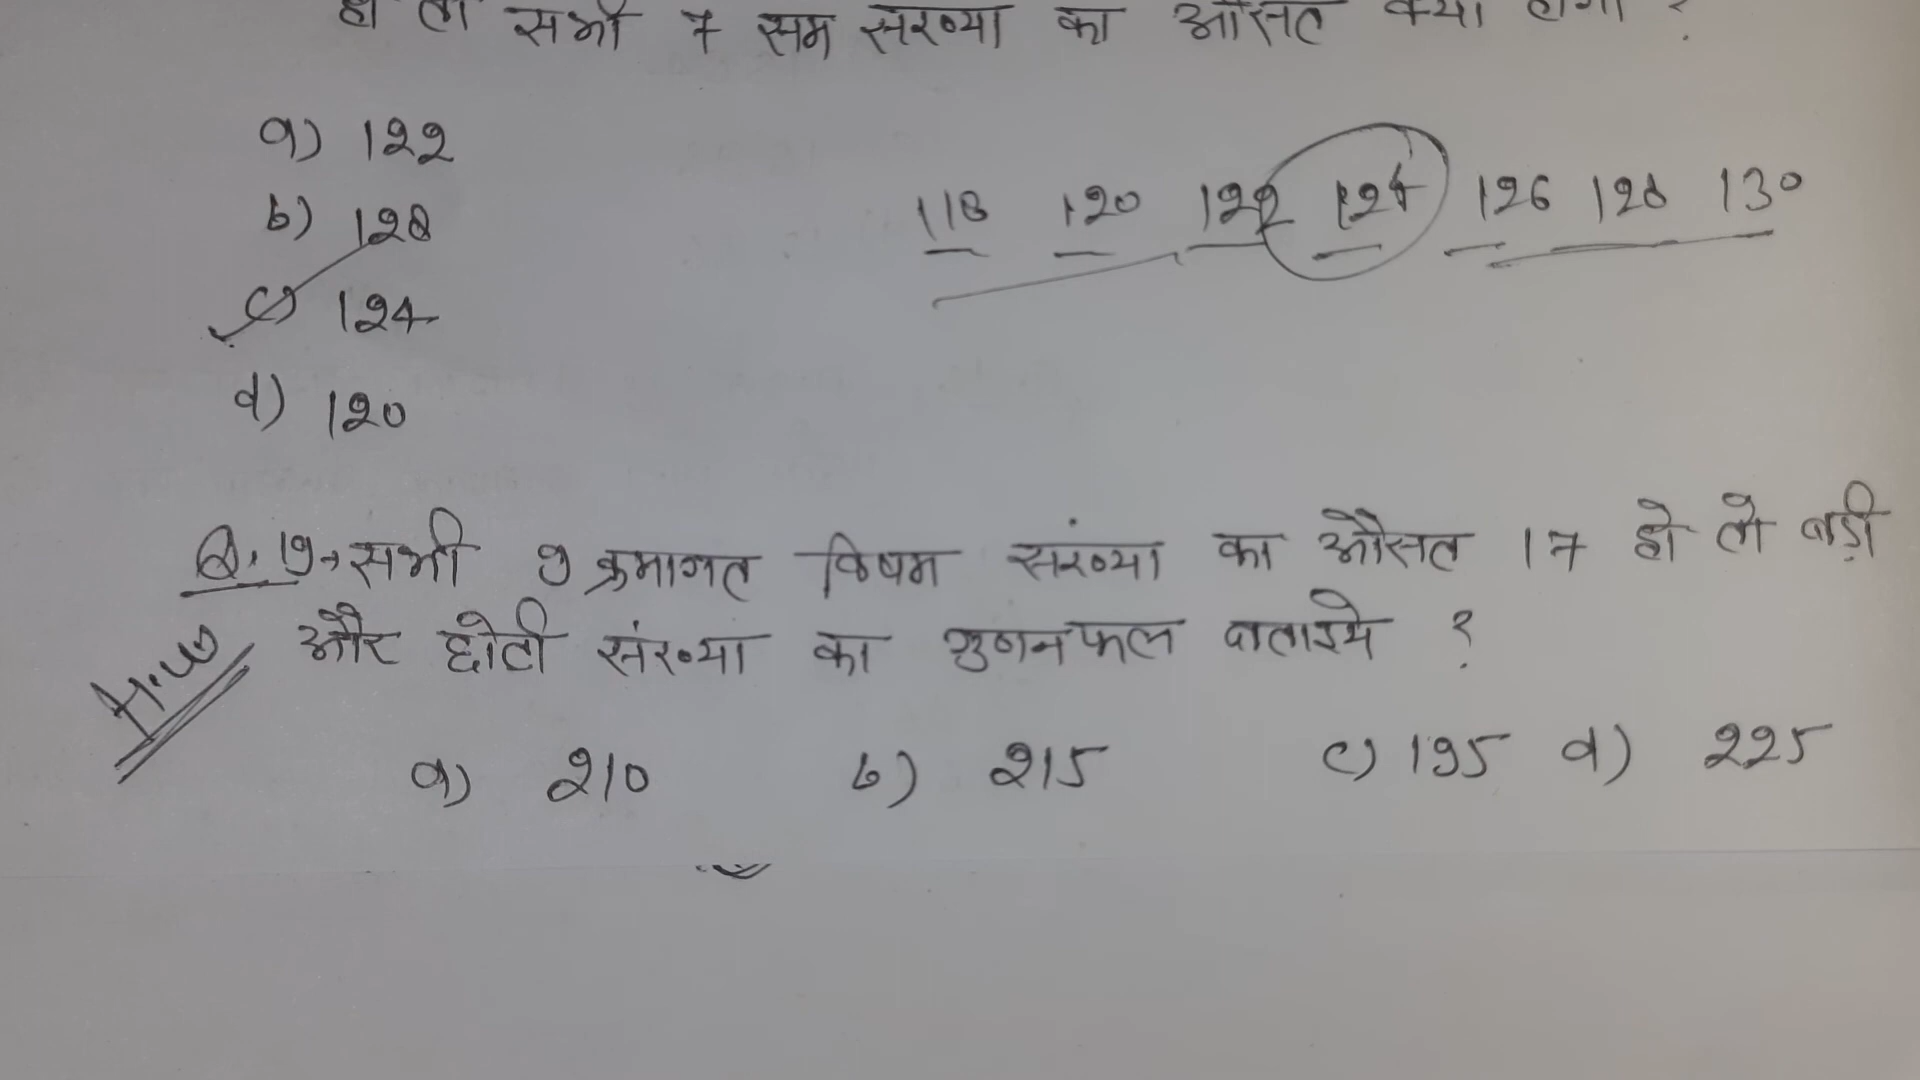 हो तो सभी 7 सम संख्या का औसत क्या होगा ?
a) 122
b) 128
118 120 122 124 126 128 130
c) 124
d) 120
Q.19→ सभी 9 क्रमागत विषम संख्या का औसत 17 हो तो बड़ी
H.W और छोटी संख्या का गुणनफल बताइये ?
a) 210 b) 215 c) 195 d) 225